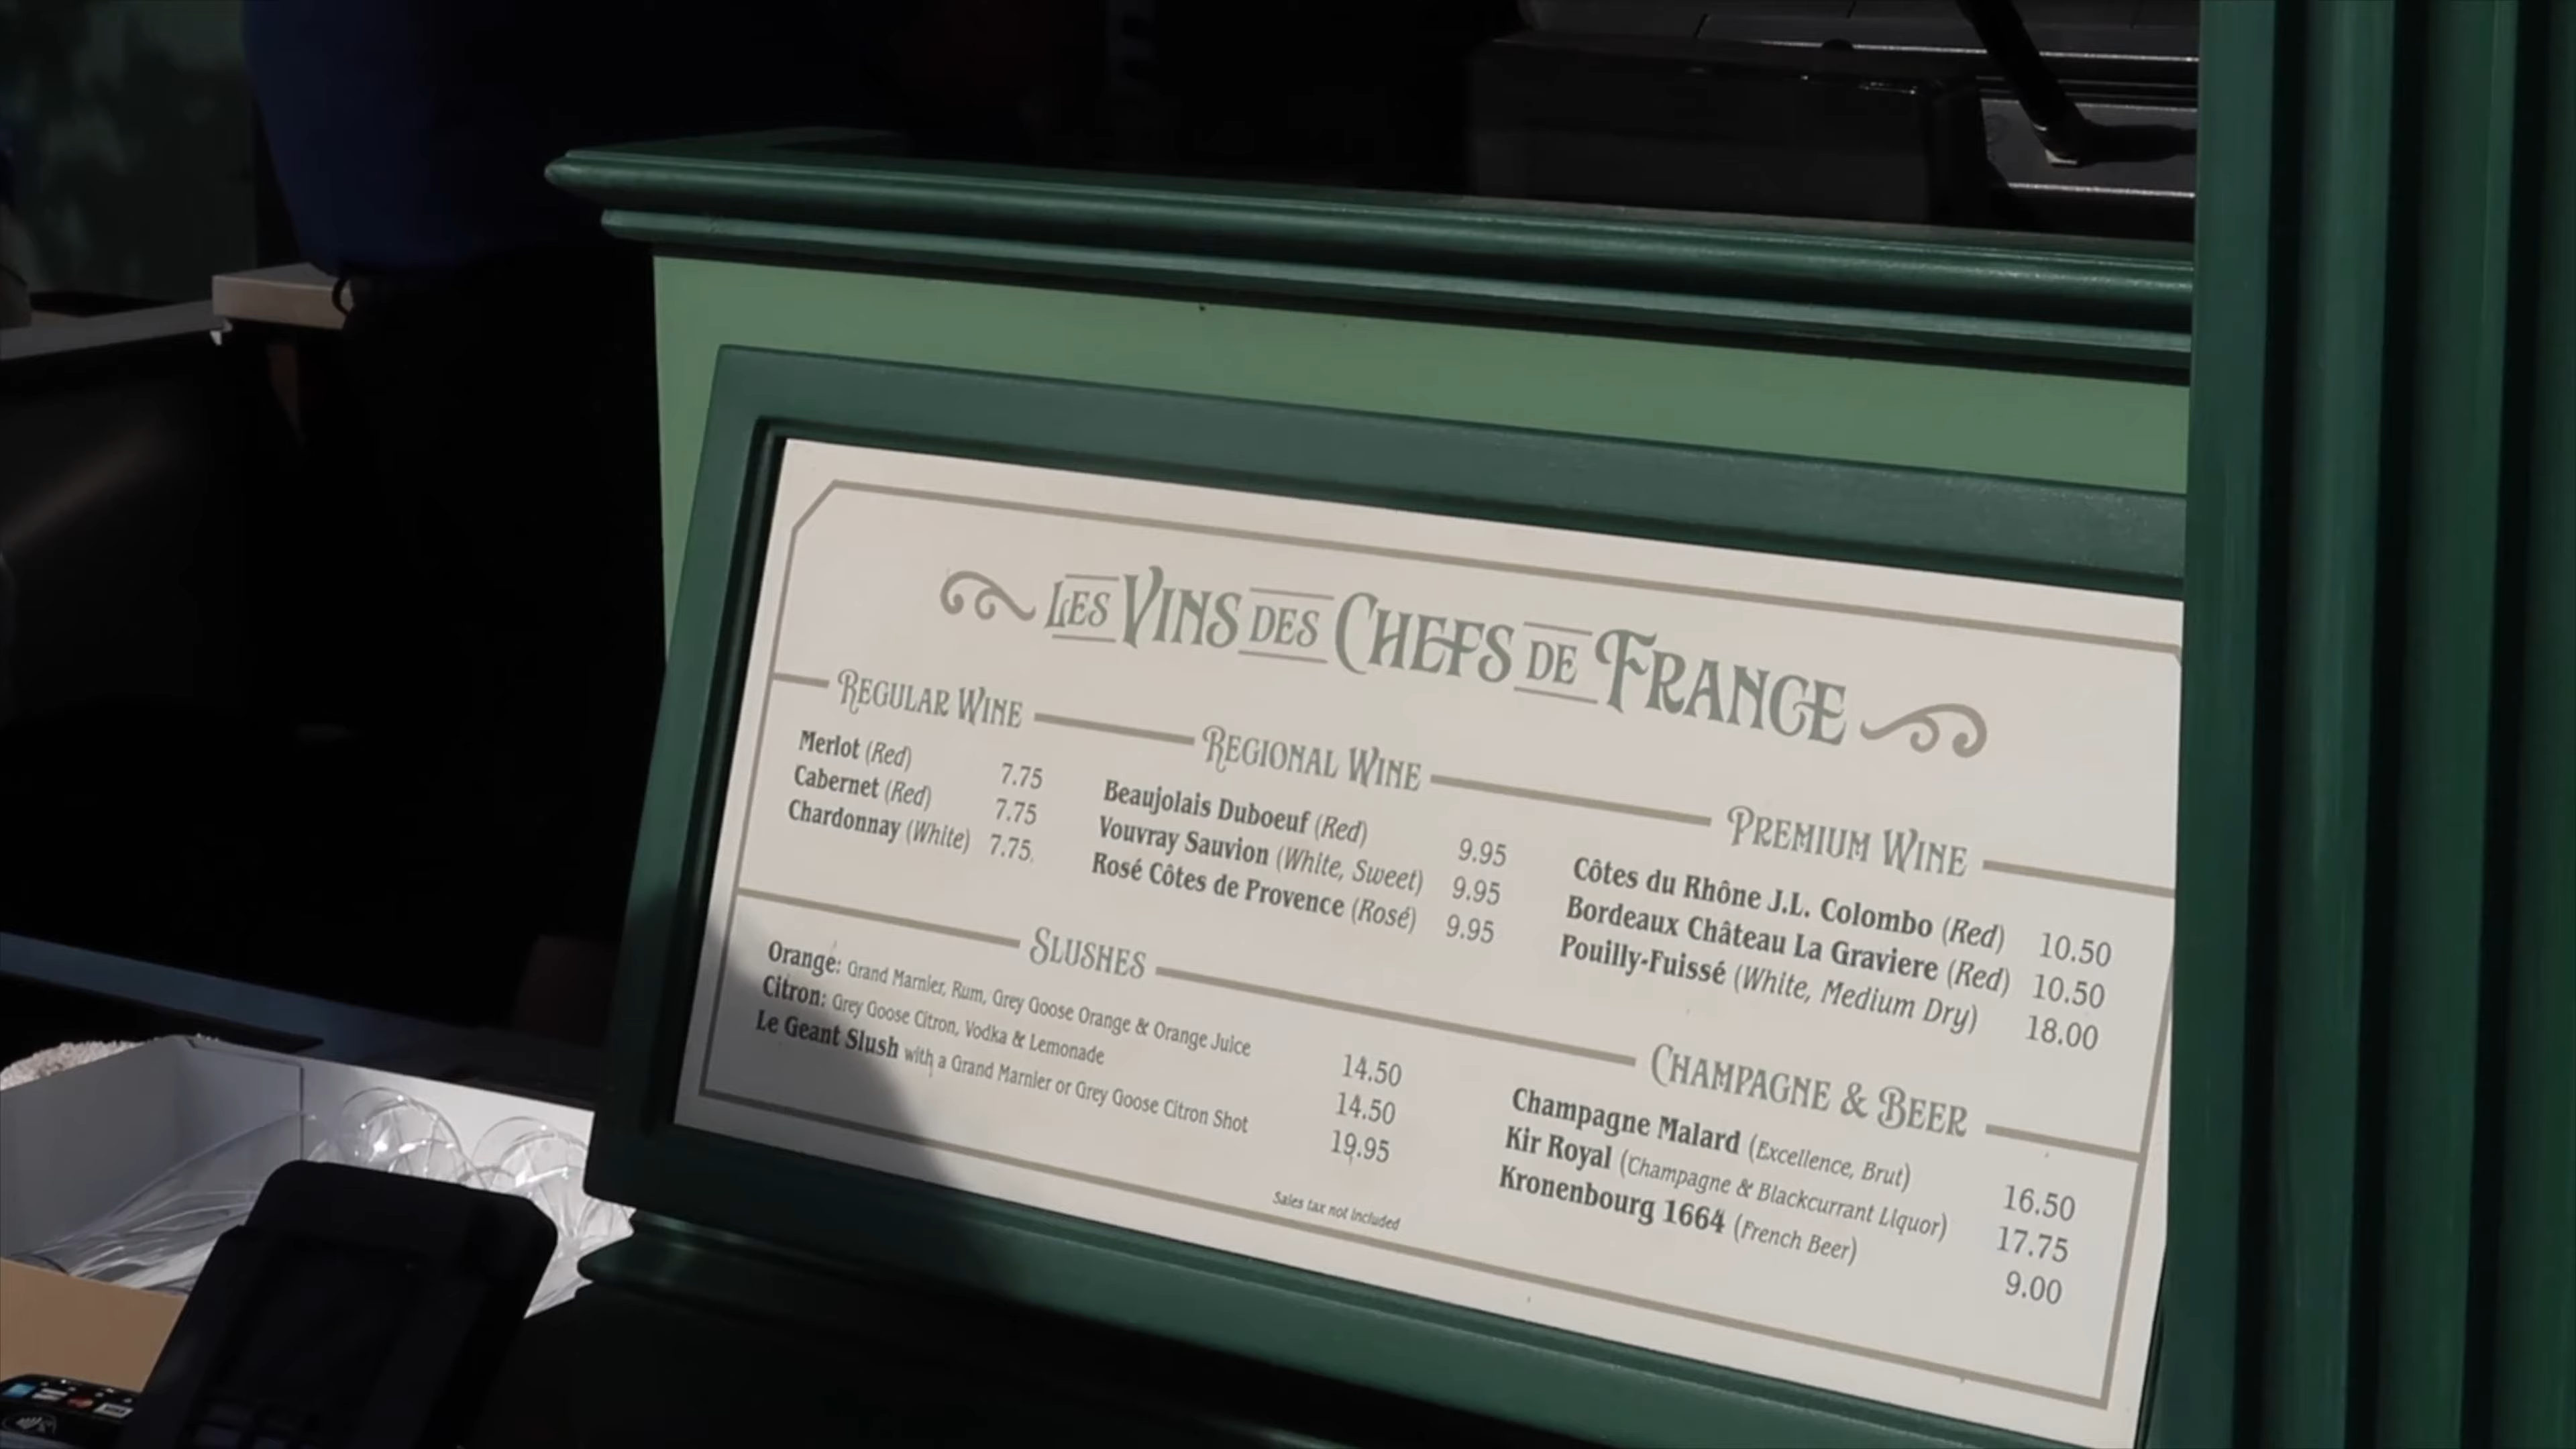 LES VINS DES CHEFS DE FRANCE
REGULAR WINE
Merlot (Red) 7.75
Cabernet (Red) 7.75
Chardonnay (White) 7.75
REGIONAL WINE
Beaujolais Duboeuf (Red) 9.95
Vouvray Sauvion (White, Sweet) 9.95
Rosé Côtes de Provence (Rosé) 9.95
PREMIUM WINE
Côtes du Rhône J.L. Colombo (Red) 10.50
Bordeaux Château La Graviere (Red) 10.50
Pouilly-Fuissé (White, Medium Dry) 18.00
SLUSHES
Orange: Grand Marnier, Rum, Grey Goose Orange & Orange Juice 14.50
Citron: Grey Goose Citron, Vodka & Lemonade 14.50
Le Geant Slush with a Grand Marnier or Grey Goose Citron Shot 19.95
CHAMPAGNE & BEER
Champagne Malard (Excellence, Brut) 16.50
Kir Royal (Champagne & Blackcurrant Liquor) 17.75
Kronenbourg 1664 (French Beer) 9.00
Sales tax not included
VISA